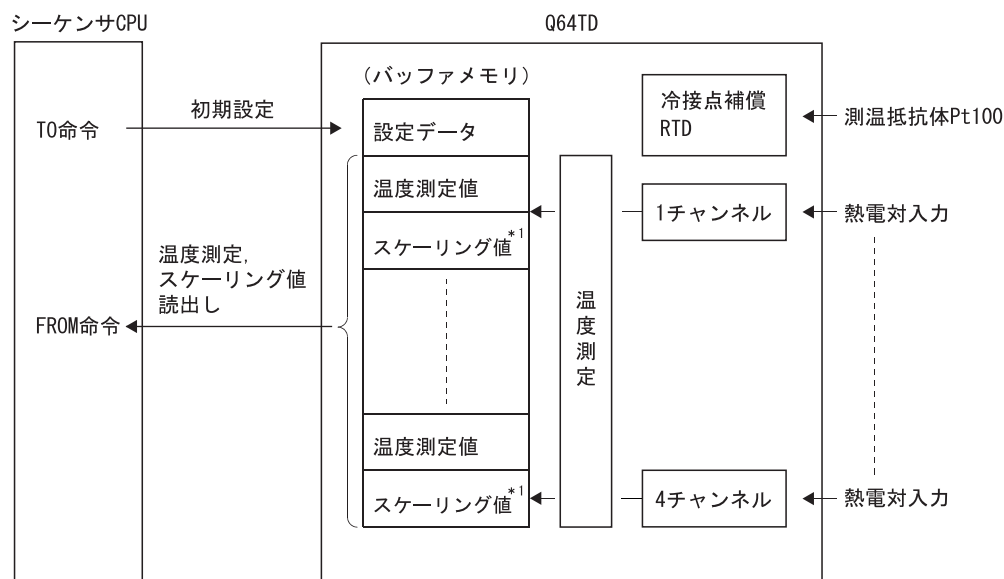 シーケンサCPU
Q64TD
(バッファメモリ)
冷接点補償
RTD
測温抵抗体Pt100
初期設定
TO命令
設定データ
温度測定値
1チャンネル
熱電対入力
スケーリング値*1
温度測定,
スケーリング値
読出し
FROM命令
温度測定
温度測定値
スケーリング値*1
4チャンネル
熱電対入力